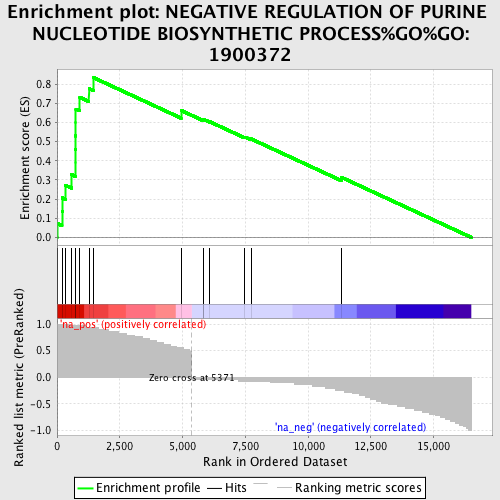 Enrichment plot: NEGATIVE REGULATION OF PURINE
NUCLEOTIDE BIOSYNTHETIC PROCESS%GO%GO:
1900372
Enrichment score (ES)
0.8
0.7
0.6
0.5
0.4
0.3
0.2
0.1
0.0
Ranked list metric (PreRanked)
1.0
0.5
0.0
-0.5
-1.0
'na_pos' (positively correlated)
Zero cross at 5371
'na_neg' (negatively correlated)
0 2,500 5,000 7,500 10,000 12,500 15,000
Rank in Ordered Dataset
Enrichment profile Hits Ranking metric scores